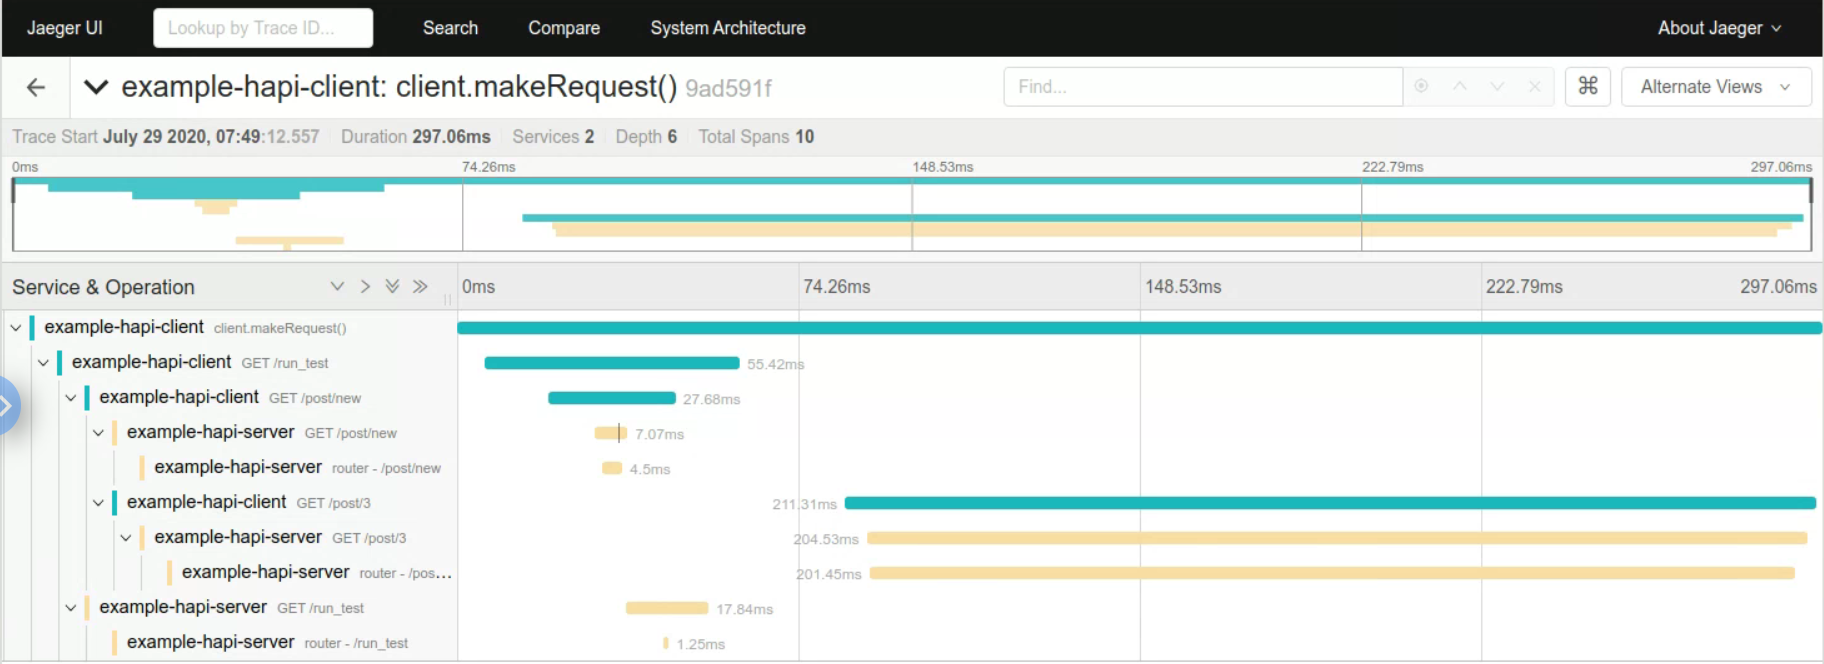 Jaeger UI Lookup by Trace ID... Search Compare System Architecture About Jaeger
example-hapi-client: client.makeRequest() 9ad591f Find... ⌘ Alternate Views
Trace Start July 29 2020, 07:49:12.557 Duration 297.06ms Services 2 Depth 6 Total Spans 10
0ms 74.26ms 148.53ms 222.79ms 297.06ms
Service & Operation 0ms 74.26ms 148.53ms 222.79ms 297.06ms
example-hapi-client client.makeRequest()
example-hapi-client GET /run_test 55.42ms
example-hapi-client GET /post/new 27.68ms
example-hapi-server GET /post/new 7.07ms
example-hapi-server router - /post/new 4.5ms
example-hapi-client GET /post/3 211.31ms
example-hapi-server GET /post/3 204.53ms
example-hapi-server router - /pos... 201.45ms
example-hapi-server GET /run_test 17.84ms
example-hapi-server router - /run_test 1.25ms